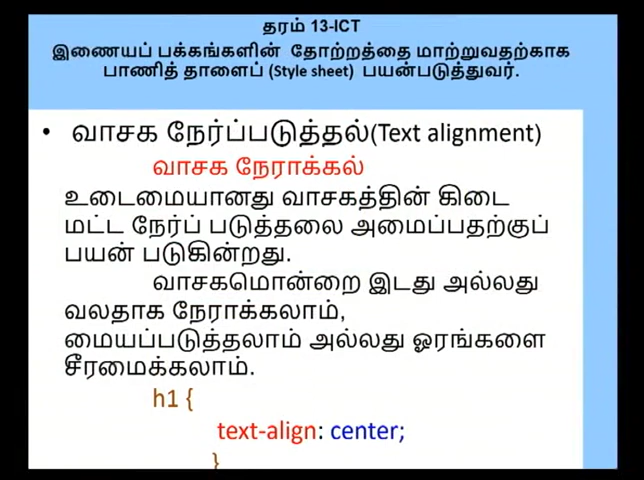 தரம் 13-ICT
இணையப் பக்கங்களின் தோற்றத்தை மாற்றுவதற்காக
பாணித் தாளைப் (Style sheet) பயன்படுத்துவர்.
• வாசக நேர்ப்படுத்தல்(Text alignment)
வாசக நேராக்கல்
உடைமையானது வாசகத்தின் கிடை
மட்ட நேர்ப் படுத்தலை அமைப்பதற்குப்
பயன் படுகின்றது.
வாசகமொன்றை இடது அல்லது
வலதாக நேராக்கலாம்,
மையப்படுத்தலாம் அல்லது ஓரங்களை
சீரமைக்கலாம்.
h1 {
text-align: center;
}